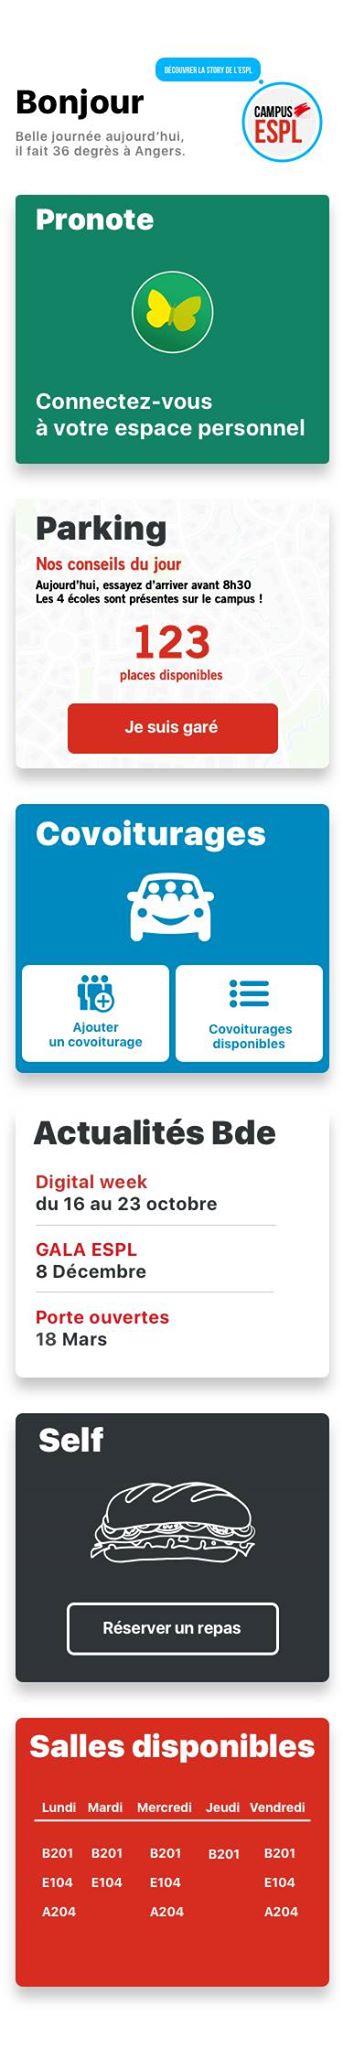 DÉCOUVRER LA STORY DE L'ESPL
Bonjour
Belle journée aujourd'hui,
il fait 36 degrès à Angers.
CAMPUS
ESPL
Pronote
Connectez-vous
à votre espace personnel
Parking
Nos conseils du jour
Aujourd'hui, essayez d'arriver avant 8h30
Les 4 écoles sont présentes sur le campus !
123
places disponibles
Je suis garé
Covoiturages
Ajouter
un covoiturage
Covoiturages
disponibles
Actualités Bde
Digital week
du 16 au 23 octobre
GALA ESPL
8 Décembre
Porte ouvertes
18 Mars
Self
Réserver un repas
Salles disponibles
Lundi Mardi Mercredi Jeudi Vendredi
B201 B201 B201 B201 B201
E104 E104 E104 E104
A204 A204 A204